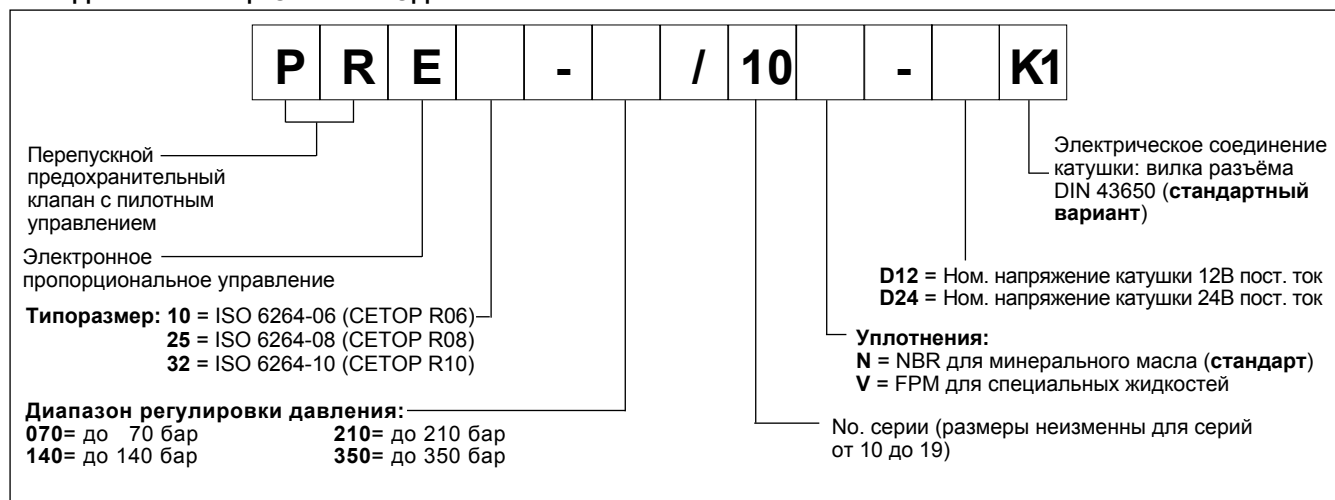 P R E - / 10 - K1
Перепускной
предохранительный
клапан с пилотным
управлением
Электронное
пропорциональное управление
Типоразмер: 10 = ISO 6264-06 (CETOP R06)
25 = ISO 6264-08 (CETOP R08)
32 = ISO 6264-10 (CETOP R10)
Диапазон регулировки давления:
070= до 70 бар 210= до 210 бар
140= до 140 бар 350= до 350 бар
Электрическое соединение
катушки: вилка разъёма
DIN 43650 (стандартный
вариант)
D12 = Ном. напряжение катушки 12В пост. ток
D24 = Ном. напряжение катушки 24В пост. ток
Уплотнения:
N = NBR для минерального масла (стандарт)
V = FPM для специальных жидкостей
No. серии (размеры неизменны для серий
от 10 до 19)